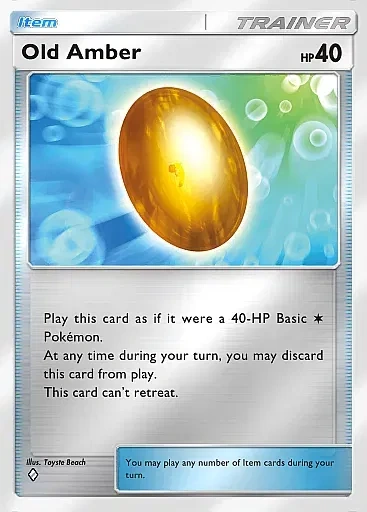 Item
TRAINER
Old Amber
HP40
Play this card as if it were a 40-HP Basic
Pokémon.
At any time during your turn, you may discard
this card from play.
This card can't retreat.
Illus. Toyste Beach
You may play any number of Item cards during your
turn.